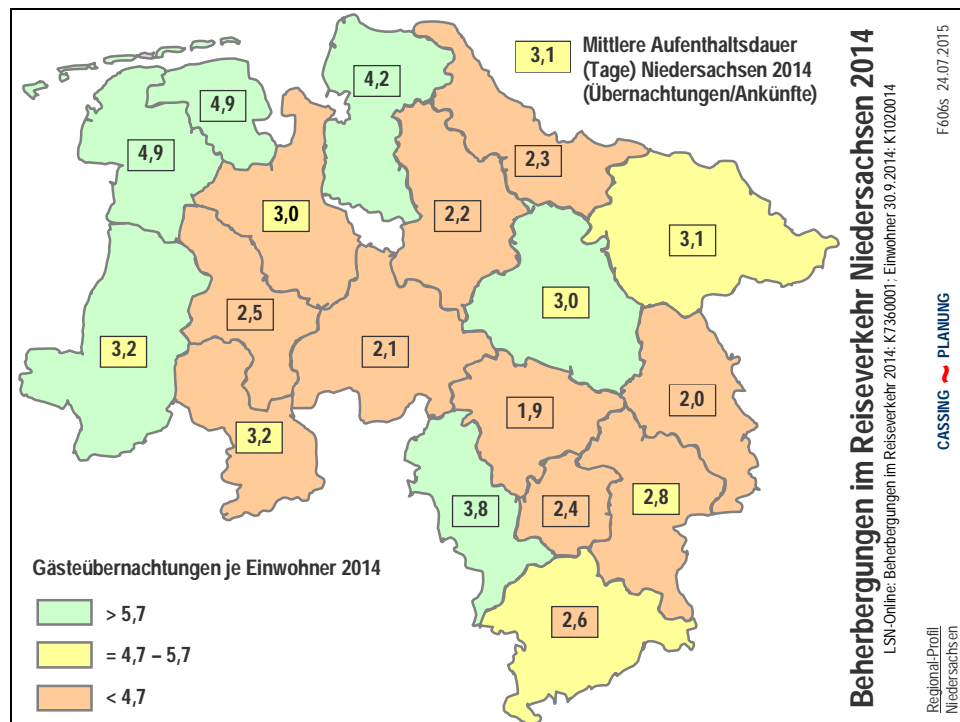 3,1
Mittlere Aufenthaltsdauer
(Tage) Niedersachsen 2014
(Übernachtungen/Ankünfte)
4,2
4,9
4,9
2,3
3,0
2,2
3,1
3,0
2,5
3,2
2,1
2,0
1,9
3,2
2,8
3,8
2,4
2,6
Gästeübernachtungen je Einwohner 2014
> 5,7
= 4,7 – 5,7
< 4,7
Beherbergungen im Reiseverkehr Niedersachsen 2014
LSN-Online: Beherbergungen im Reiseverkehr 2014: K7360001; Einwohner 30.9.2014: K1020014
F606s 24.07.2015
CASSING ~ PLANUNG
Regional-Profil
Niedersachsen